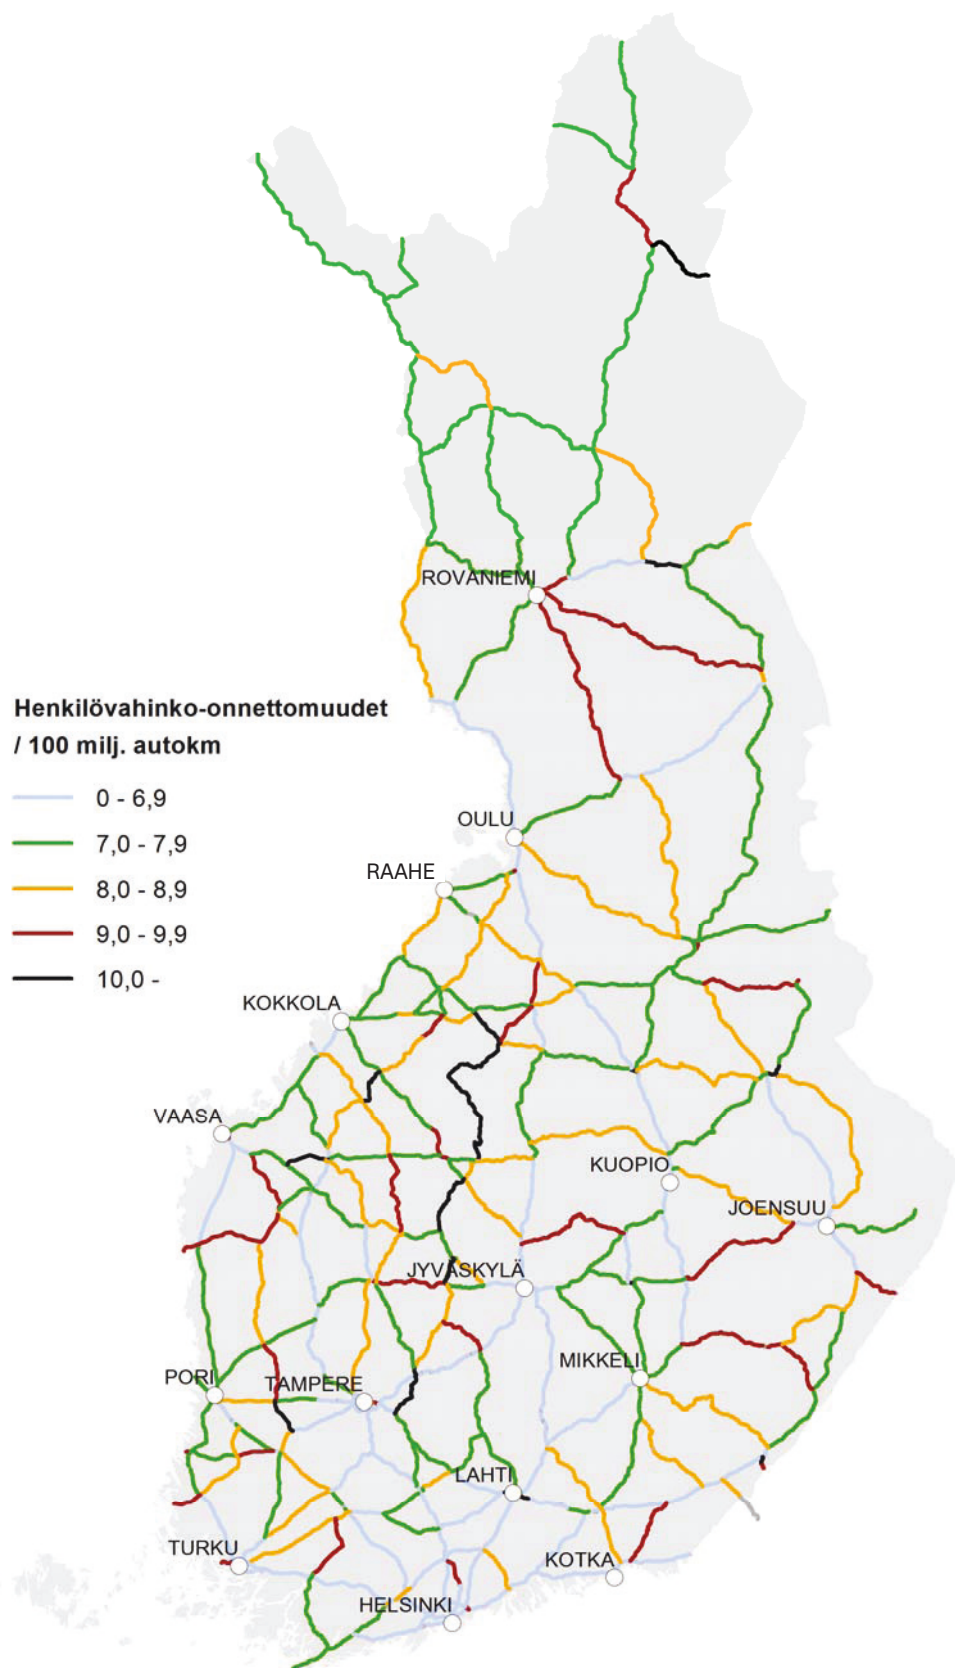 ROVANIEMI
Henkilövahinko-onnettomuudet
/ 100 milj. autokm
0 - 6,9
7,0 - 7,9
8,0 - 8,9
9,0 - 9,9
10,0 -
OULU
RAAHE
KOKKOLA
VAASA
KUOPIO
JOENSUU
JYVÄSKYLÄ
MIKKELI
PORI
TAMPERE
LAHTI
TURKU
KOTKA
HELSINKI